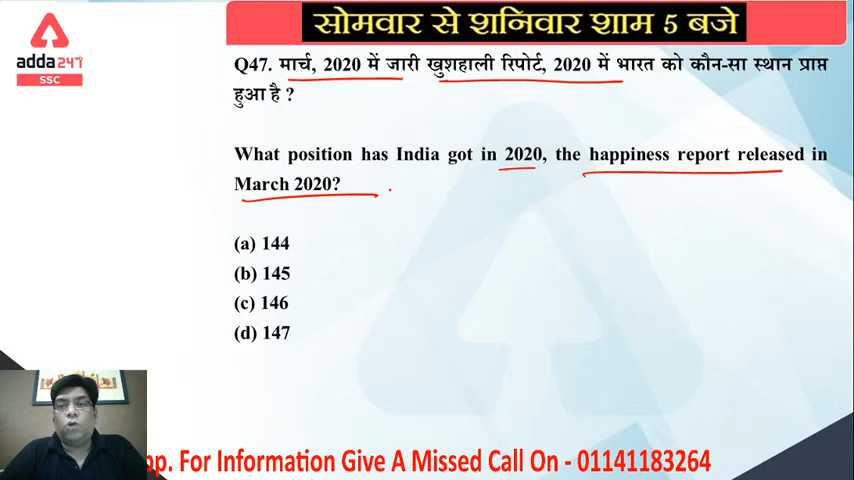 सोमवार से शनिवार शाम 5 बजे
adda247
SSC
Q47. मार्च, 2020 में जारी खुशहाली रिपोर्ट, 2020 में भारत को कौन-सा स्थान प्राप्त
हुआ है ?
What position has India got in 2020, the happiness report released in
March 2020?
(a) 144
(b) 145
(c) 146
(d) 147
pp. For Information Give A Missed Call On - 01141183264